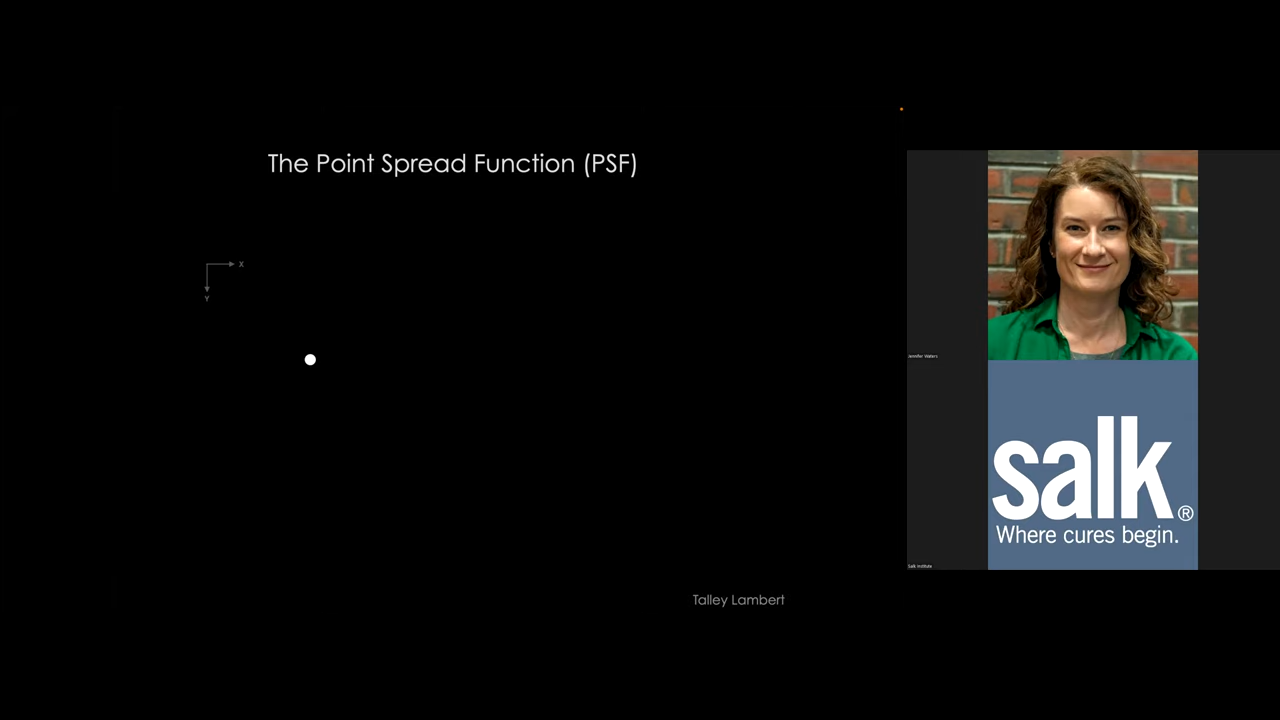 The Point Spread Function (PSF)
X
Y
Jennifer Waters
salk®
Where cures begin.
Salk Institute
Talley Lambert